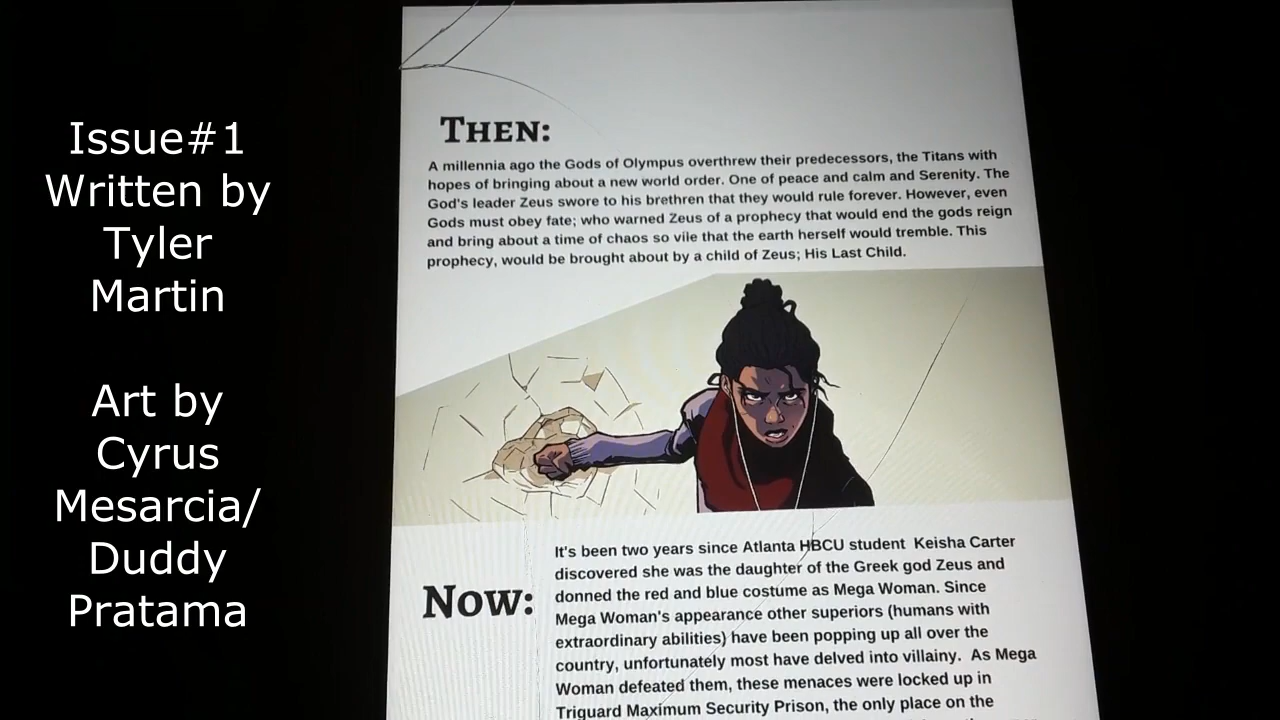 Issue#1
Written by
Tyler
Martin
Art by
Cyrus
Mesarcia/
Duddy
Pratama
THEN:
A millennia ago the Gods of Olympus overthrew their predecessors, the Titans with
hopes of bringing about a new world order. One of peace and calm and Serenity. The
God's leader Zeus swore to his brethren that they would rule forever. However, even
Gods must obey fate; who warned Zeus of a prophecy that would end the gods reign
and bring about a time of chaos so vile that the earth herself would tremble. This
prophecy, would be brought about by a child of Zeus; His Last Child.
NOW:
It's been two years since Atlanta HBCU student Keisha Carter
discovered she was the daughter of the Greek god Zeus and
donned the red and blue costume as Mega Woman. Since
Mega Woman's appearance other superiors (humans with
extraordinary abilities) have been popping up all over the
country, unfortunately most have delved into villainy. As Mega
Woman defeated them, these menaces were locked up in
Triguard Maximum Security Prison, the only place on the